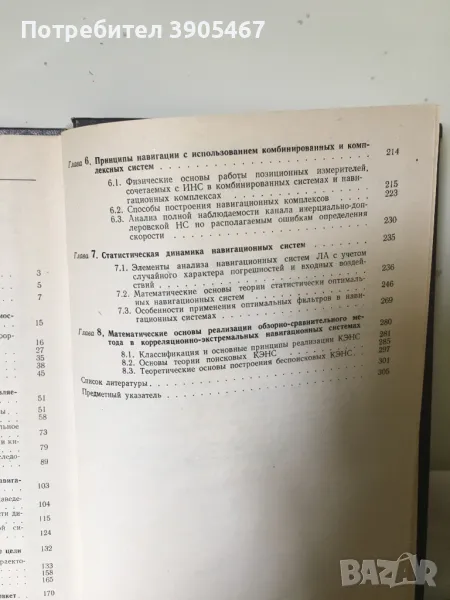 Потребител 3905467
Глава 6. Принципы навигации с использованием комбинированных и комп-
лексных систем 214
6.1. Физические основы работы позиционных измерителей,
сочетаемых с ИНС в комбинированных системах и нави-
гационных комплексах 215
6.2. Способы построения навигационных комплексов 223
6.3. Анализ полной наблюдаемости канала инерциально-доп-
леровской НС по располагаемым ошибкам определения
скорости 230
Глава 7. Статистическая динамика навигационных систем 235
7.1. Элементы анализа навигационных систем ЛА с учетом
случайного характера погрешностей и входных воздей-
ствий 236
7.2. Математические основы теории статистически оптималь-
ных навигационных систем 246
7.3. Особенности применения оптимальных фильтров в нави-
гационных системах 269
Глава 8. Математические основы реализации обзорно-сравнительного ме-
тода в корреляционно-экстремальных навигационных системах 280
8.1. Классификация и основные принципы реализации КЭНС 281
8.2. Основы теории поисковых КЭНС 285
8.3. Теоретические основы построения беспоисковых КЭНС 297
Список литературы 301
Предметный указатель 305
3
5
7
15
16
27
35
38
45
51
51
58
73
79
89
103
104
115
124
о цели
132
133
158
165
170
BAZAR